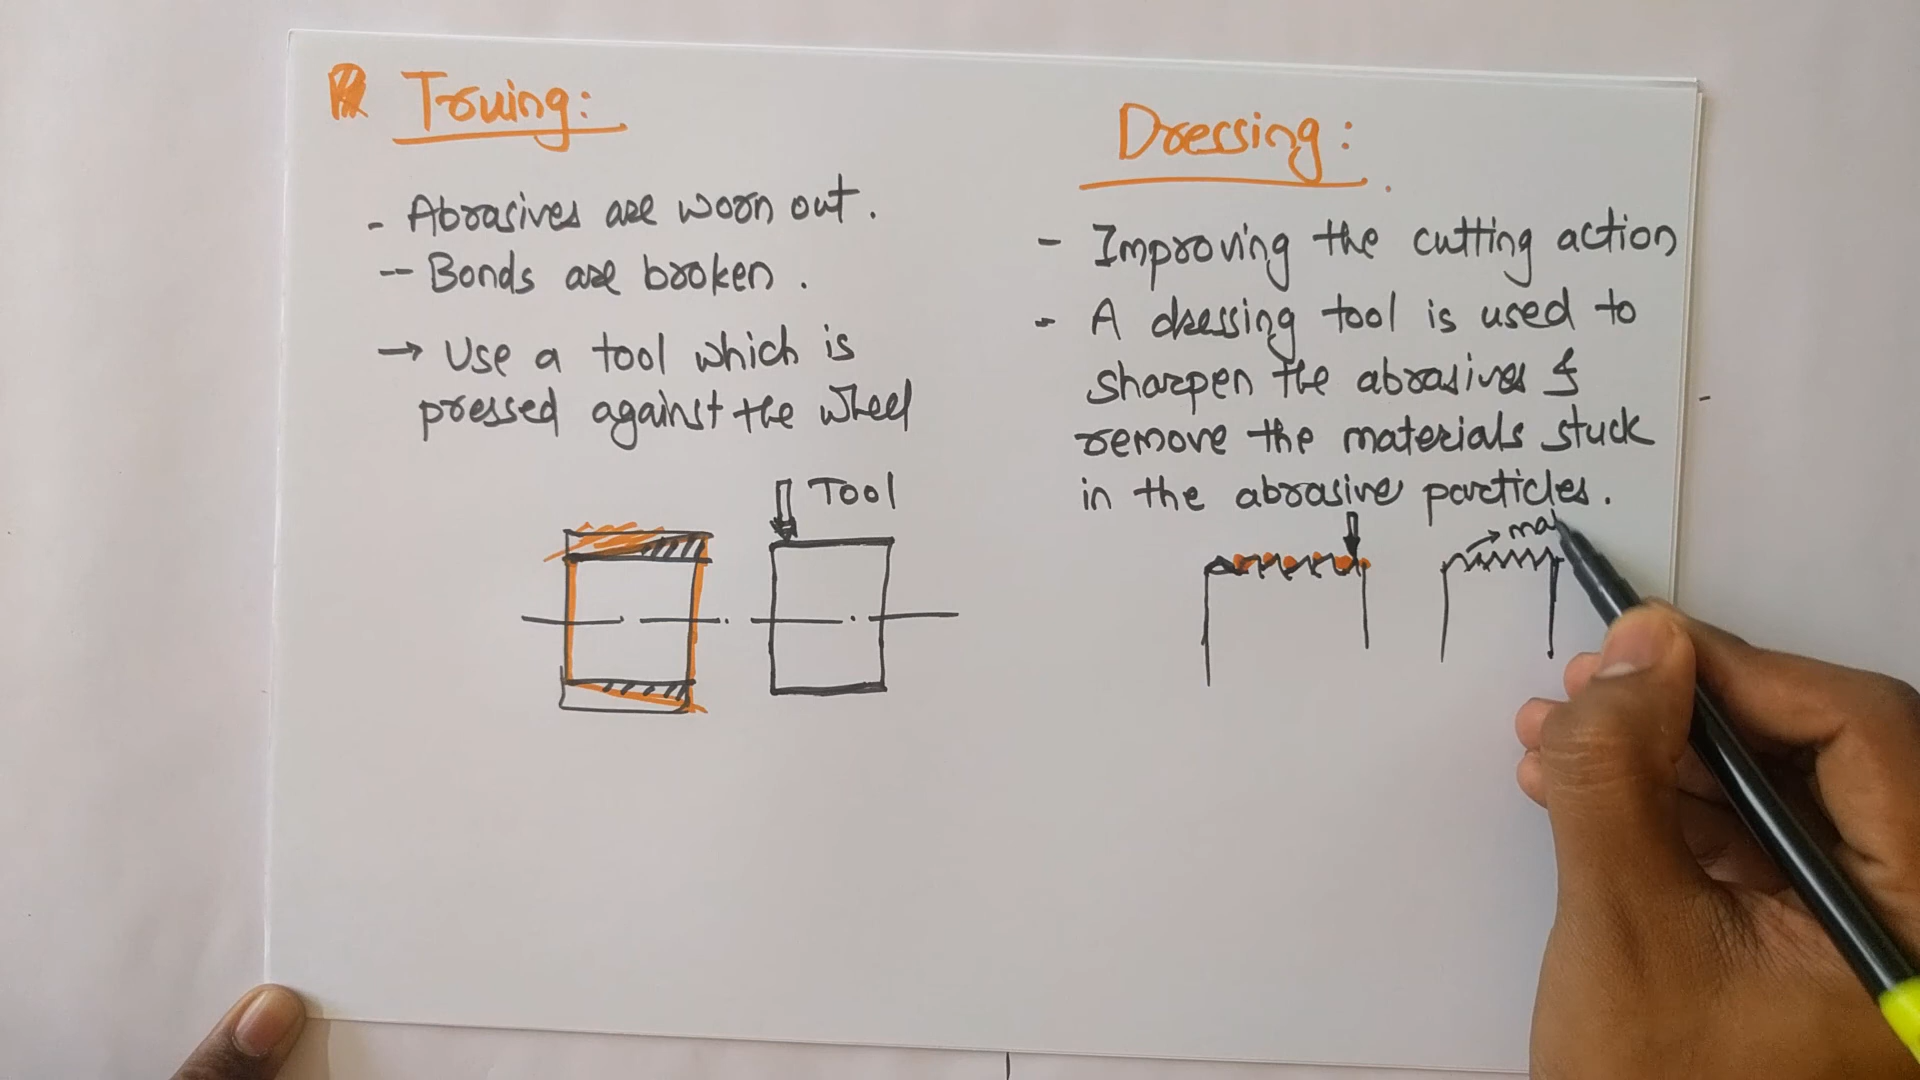 Truing:
- Abrasives are worn out.
-- Bonds are broken.
→ Use a tool which is
pressed against the wheel
Tool
Dressing:
- Improving the cutting action
- A dressing tool is used to
sharpen the abrasives &
remove the materials stuck
in the abrasive particles.
→ ma